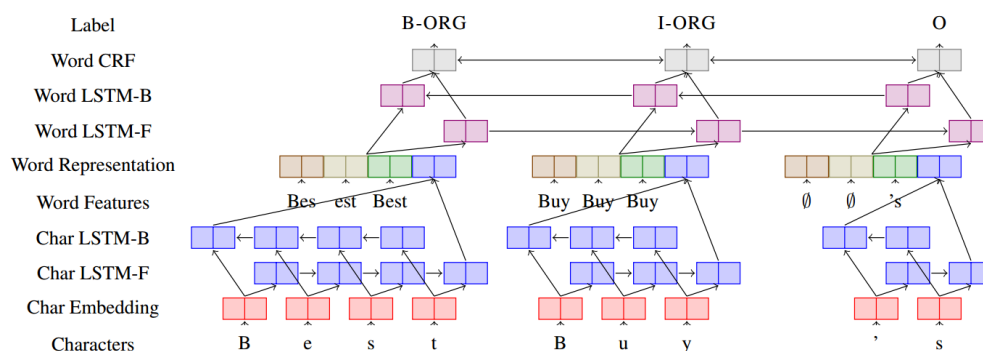 Label B-ORG I-ORG O
Word CRF
Word LSTM-B
Word LSTM-F
Word Representation
Word Features Bes est Best Buy Buy Buy ∅ ∅ 's
Char LSTM-B
Char LSTM-F
Char Embedding
Characters B e s t B u y ' s